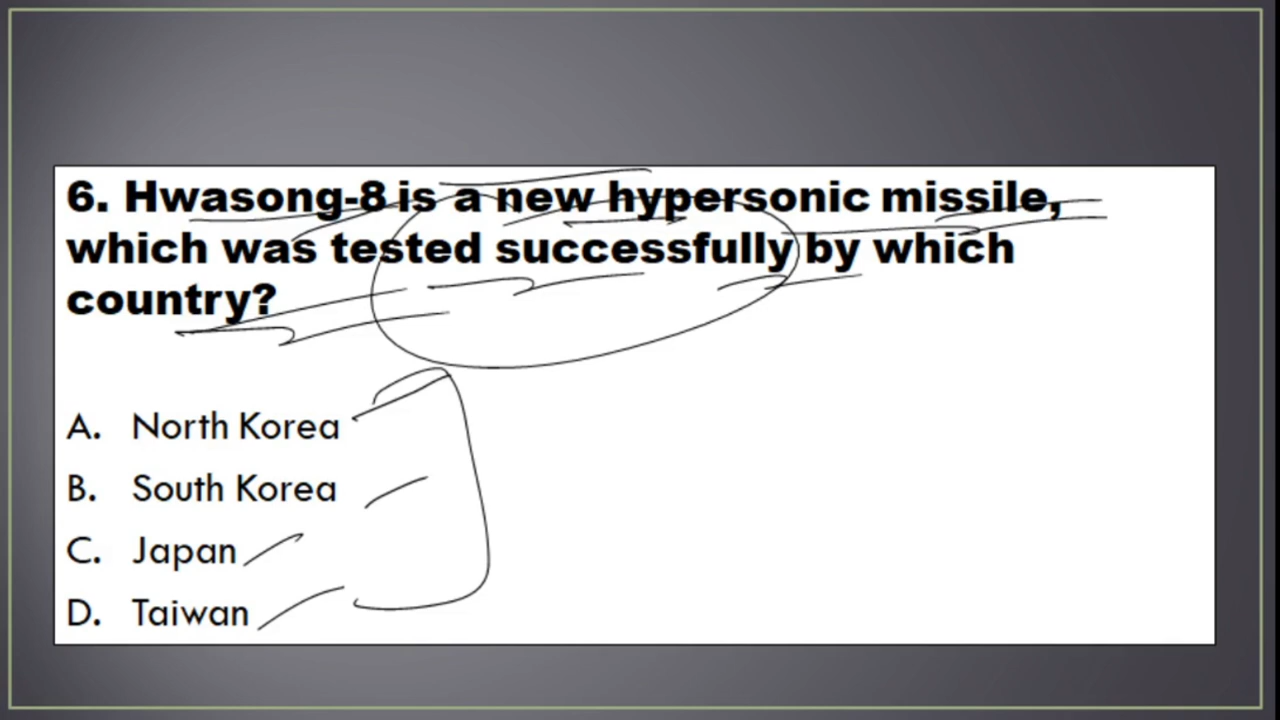 6. Hwasong-8 is a new hypersonic missile,
which was tested successfully by which
country?
A. North Korea
B. South Korea
C. Japan
D. Taiwan